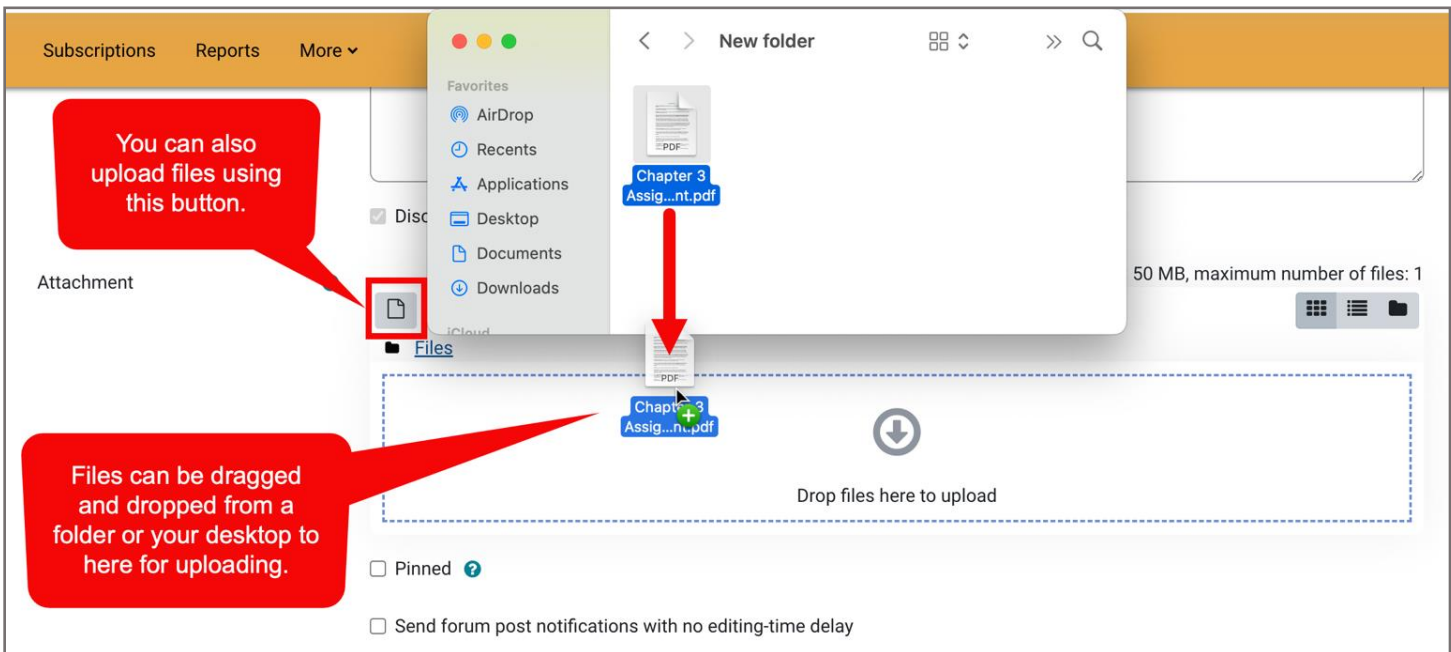 Subscriptions Reports More
New folder
Favorites
AirDrop
Recents
Applications
Desktop
Documents
Downloads
iCloud
PDF
Chapter 3
Assig...nt.pdf
You can also
upload files using
this button.
Disc
Attachment
50 MB, maximum number of files: 1
Files
PDF
Chapter 3
Assig...nt.pdf
Drop files here to upload
Files can be dragged
and dropped from a
folder or your desktop to
here for uploading.
Pinned ?
Send forum post notifications with no editing-time delay